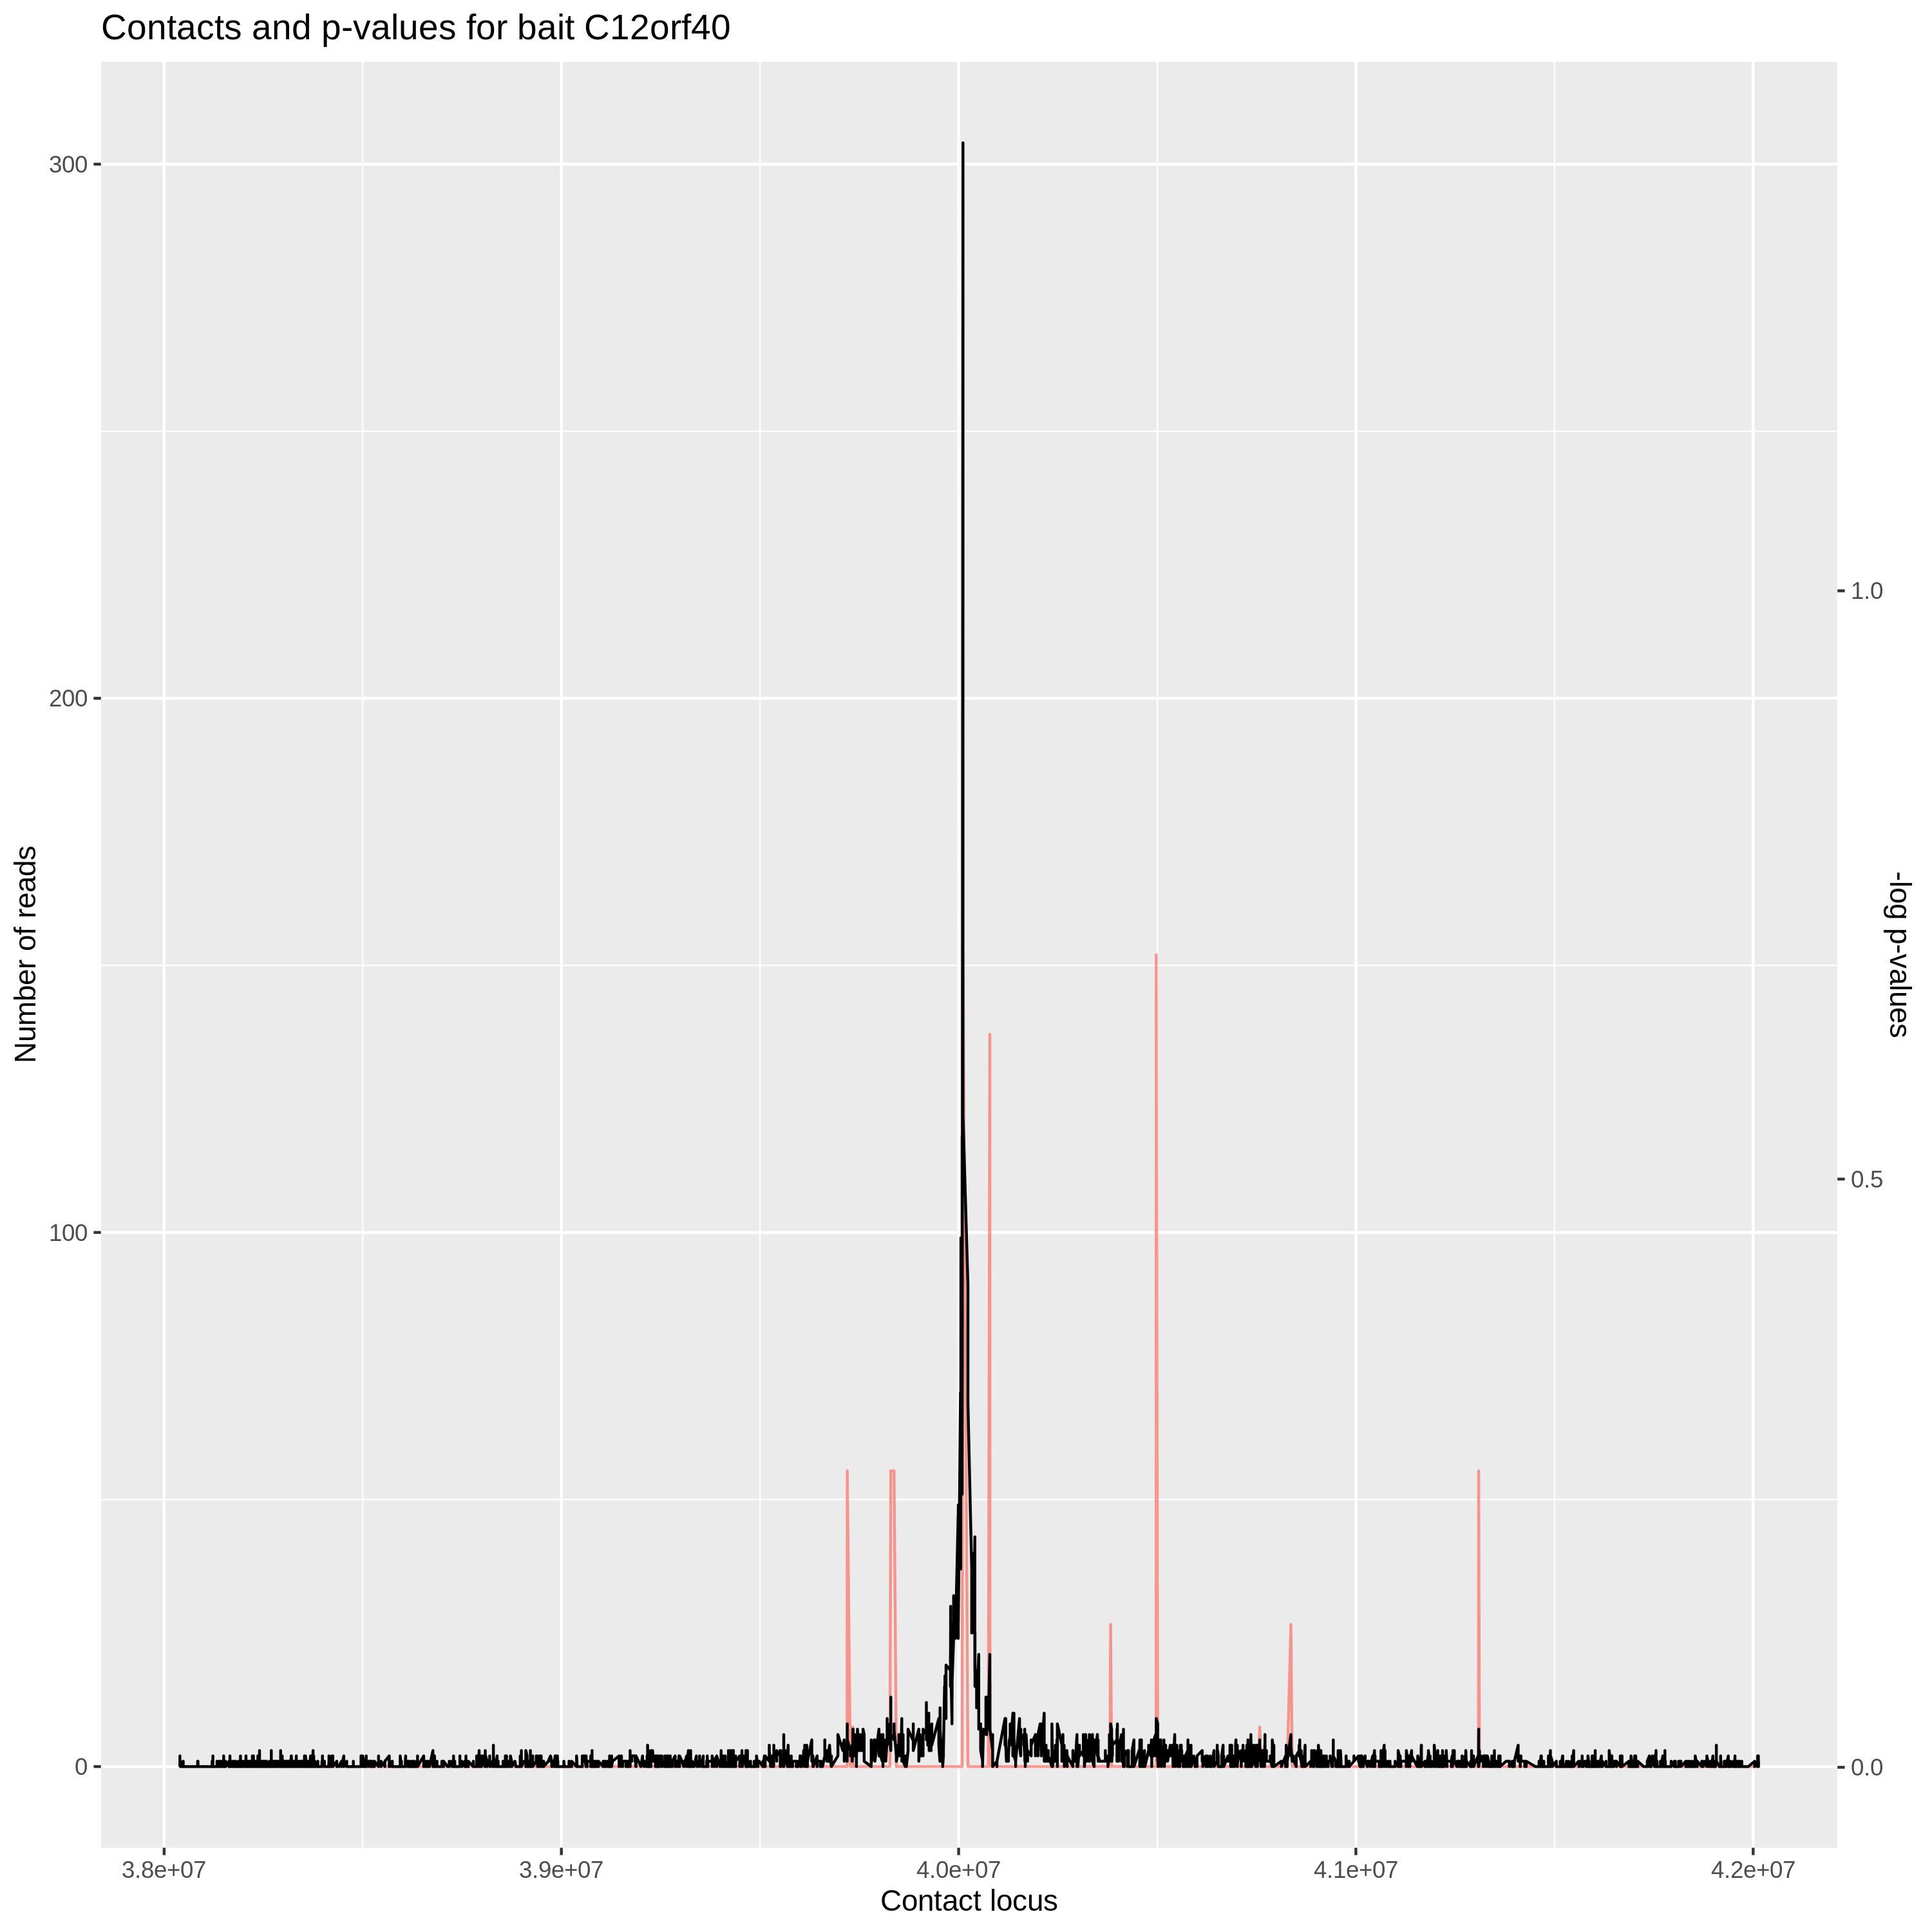 Contacts and p-values for bait C12orf40
Number of reads
300
200
100
0
-log p-values
1.0
0.5
0.0
3.8e+07
3.9e+07
4.0e+07
4.1e+07
4.2e+07
Contact locus